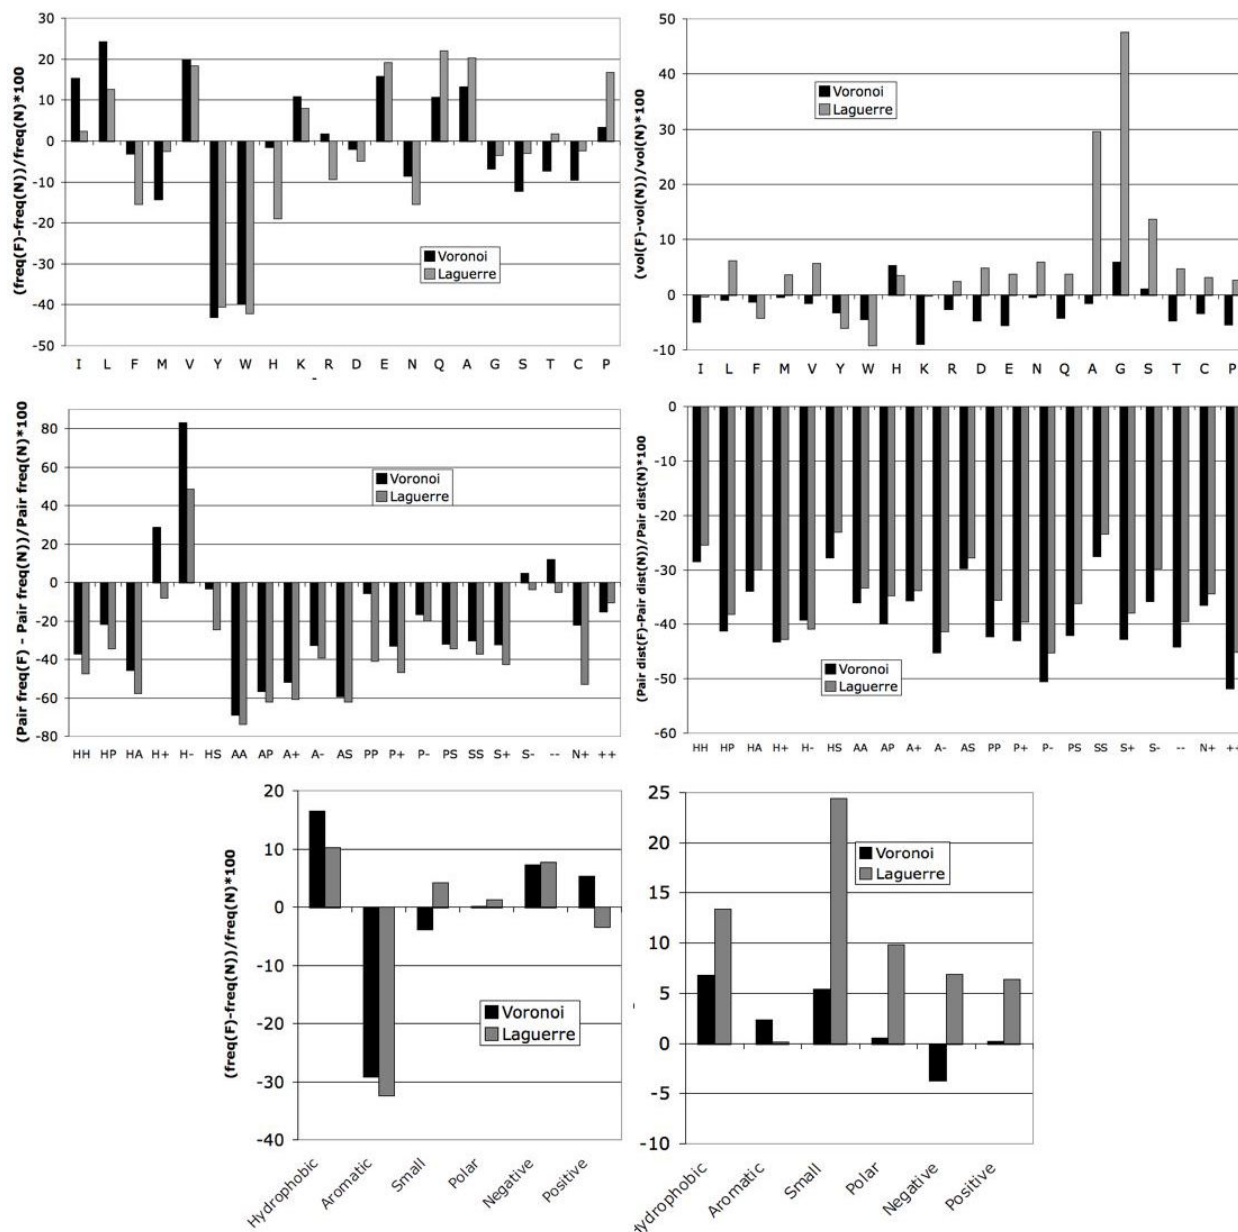 (freq(F)-freq(N))/freq(N)*100
30
20
10
0
-10
-20
-30
-40
-50
Voronoi
Laguerre
I L F M V Y W H K R D E N Q A G S T C P
(vol(F)-vol(N))/vol(N)*100
50
40
30
20
10
0
-10
Voronoi
Laguerre
I L F M V Y W H K R D E N Q A G S T C P
(Pair freq(F) - Pair freq(N))/Pair freq(N)*100
80
60
40
20
0
-20
-40
-60
-80
Voronoi
Laguerre
HH HP HA H+ H- HS AA AP A+ A- AS PP P+ P- PS SS S+ S- -- N+ ++
(Pair dist(F)-Pair dist(N))/Pair dist(N)*100
0
-10
-20
-30
-40
-50
-60
Voronoi
Laguerre
HH HP HA H+ H- HS AA AP A+ A- AS PP P+ P- PS SS S+ S- -- N+ ++
(freq(F)-freq(N))/freq(N)*100
20
10
0
-10
-20
-30
-40
Voronoi
Laguerre
Hydrophobic Aromatic Small Polar Negative Positive
25
20
15
10
5
0
-5
-10
Voronoi
Laguerre
Hydrophobic Aromatic Small Polar Negative Positive